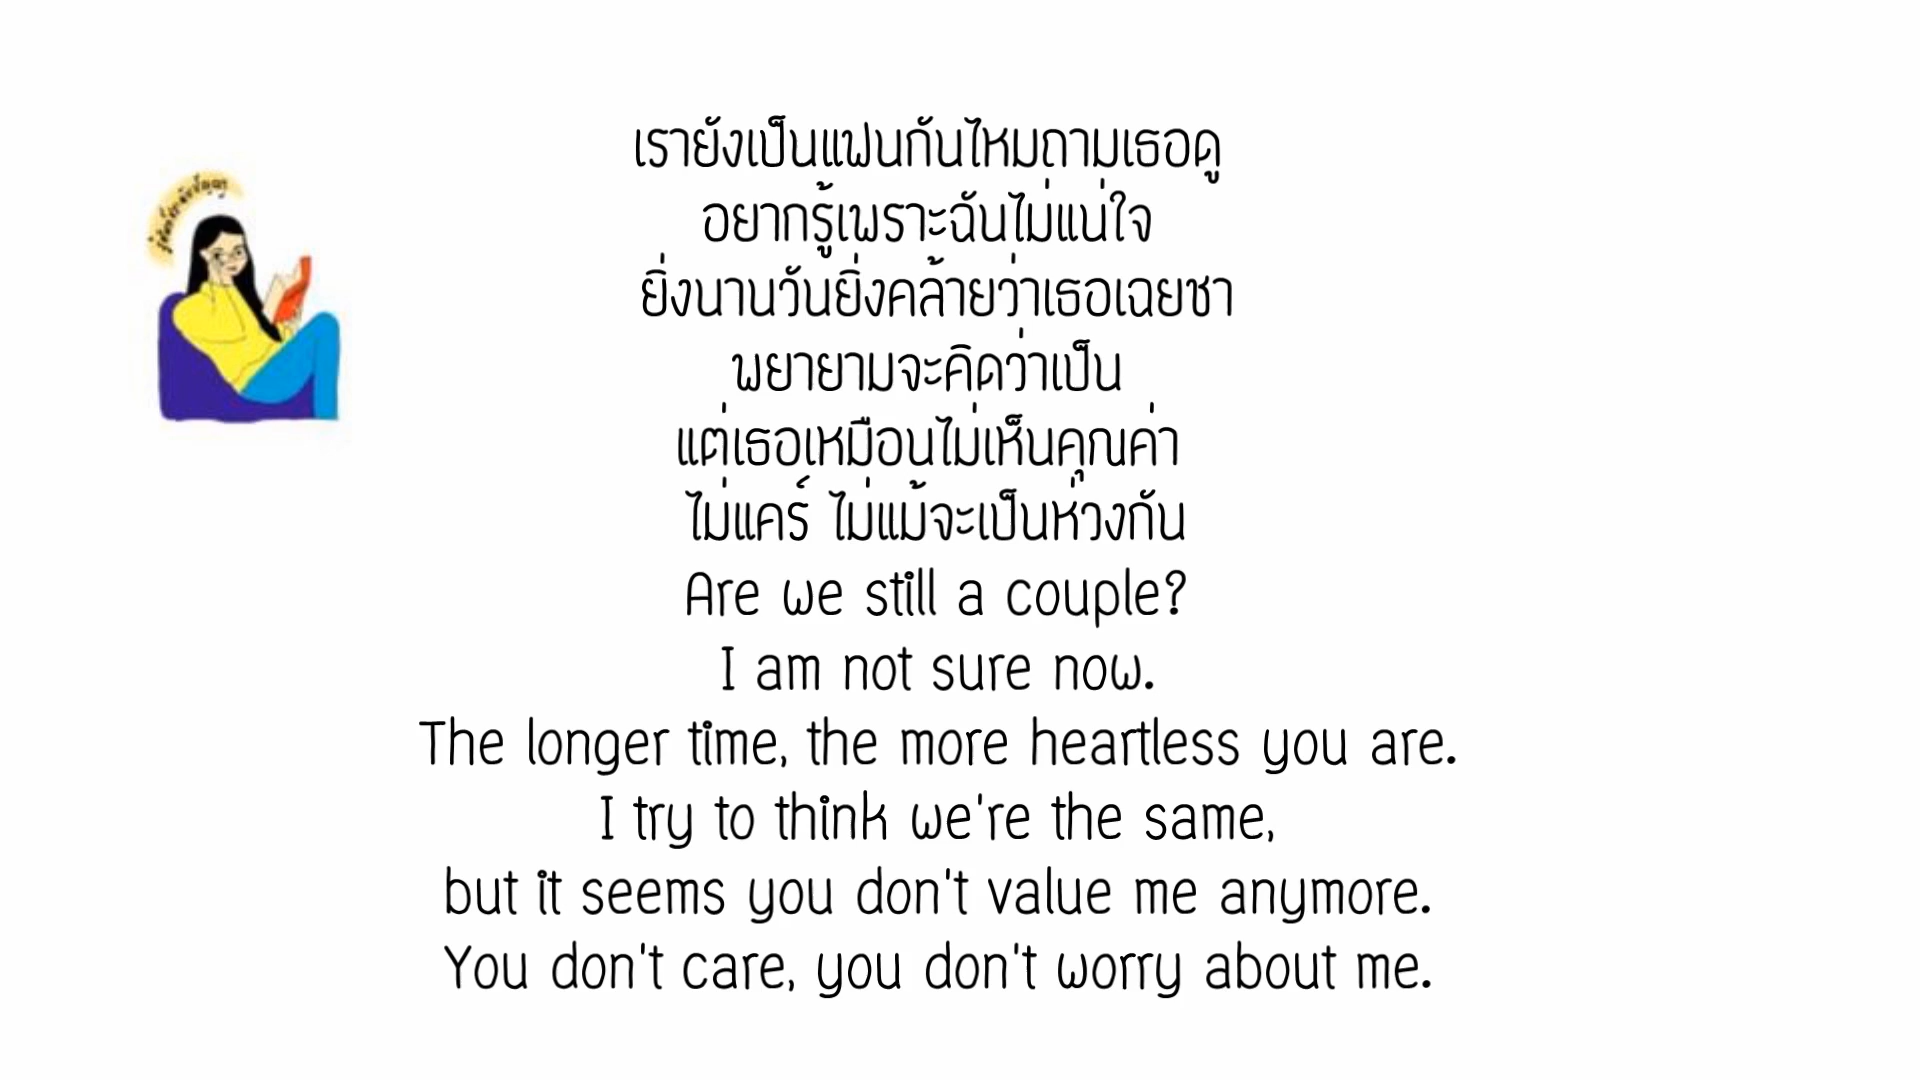 เรายังเป็นแฟนกันไหมถามเธอดู
อยากรู้เพราะฉันไม่แน่ใจ
ยิ่งนานวันยิ่งคล้ายว่าเธอเฉยชา
พยายามจะคิดว่าเป็น
แต่เธอเหมือนไม่เห็นคุณค่า
ไม่แคร์ ไม่แม้จะเป็นห่วงกัน
Are we still a couple?
I am not sure now.
The longer time, the more heartless you are.
I try to think we're the same,
but it seems you don't value me anymore.
You don't care, you don't worry about me.